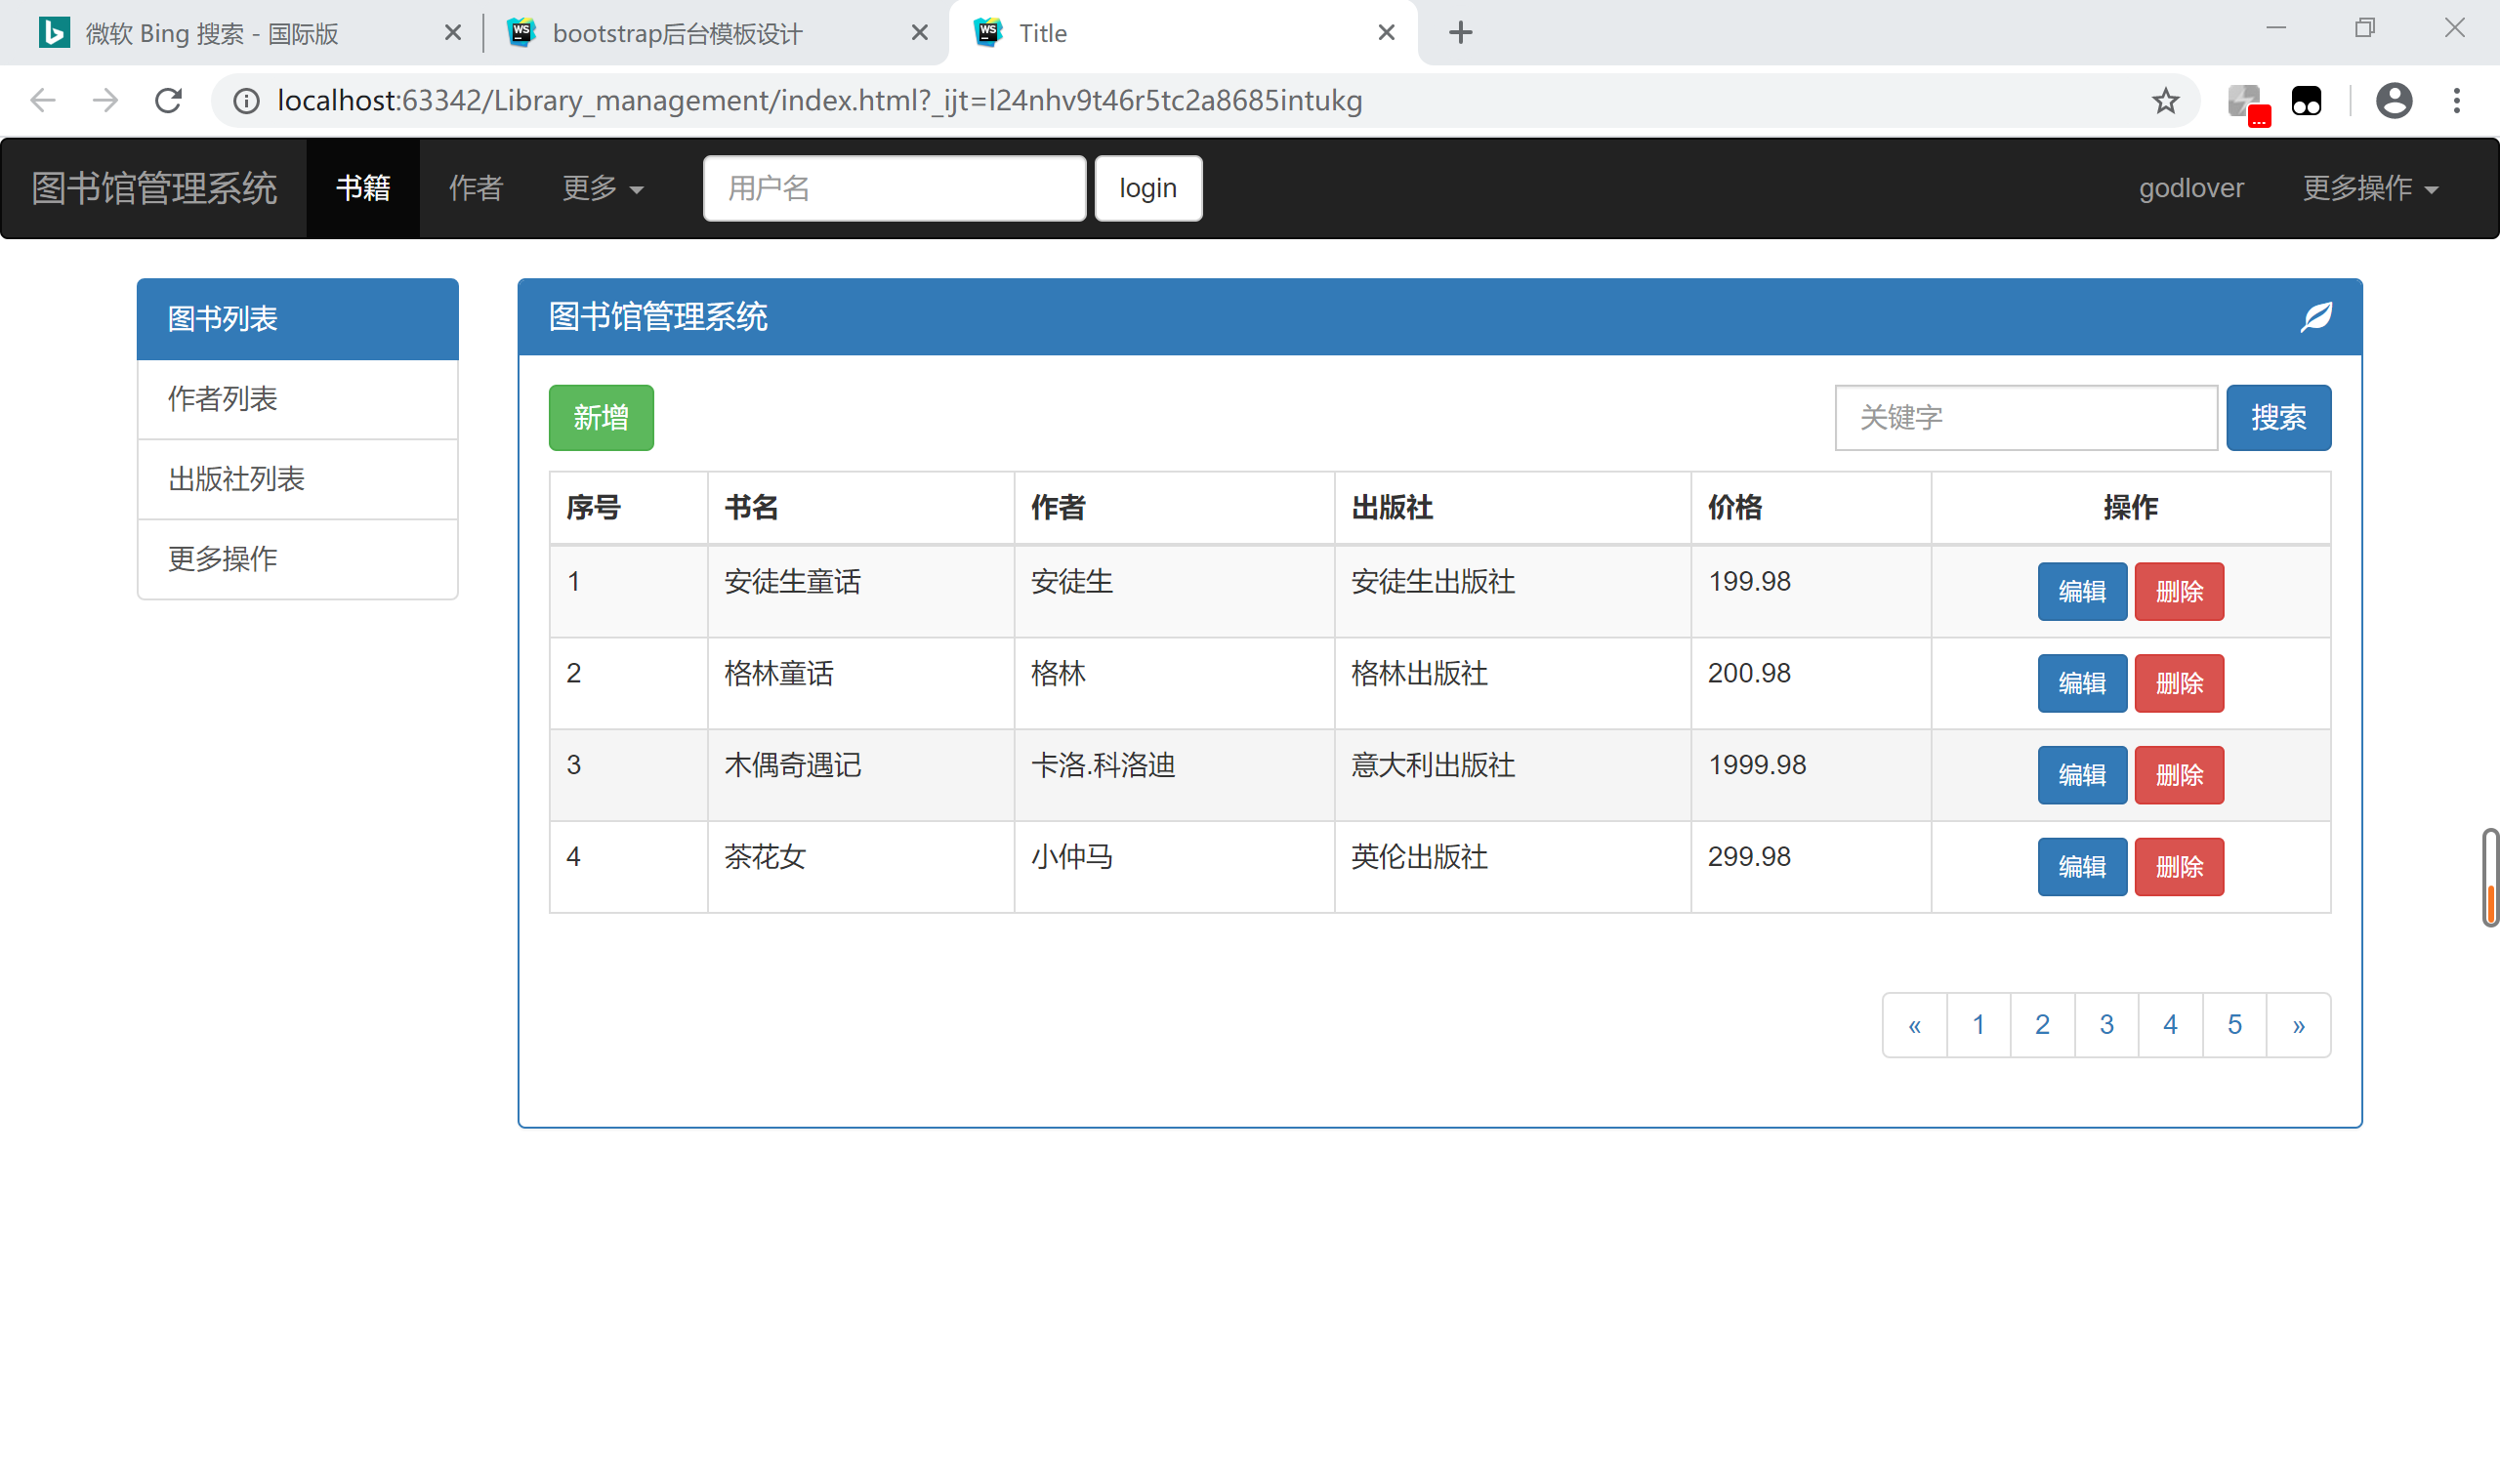 微软 Bing 搜索 - 国际版
bootstrap后台模板设计
Title
localhost:63342/Library_management/index.html?_ijt=l24nhv9t46r5tc2a8685intukg
图书馆管理系统 书籍 作者 更多 用户名 login godlover 更多操作
图书列表
作者列表
出版社列表
更多操作
图书馆管理系统
新增 关键字 搜索
序号 书名 作者 出版社 价格 操作
1 安徒生童话 安徒生 安徒生出版社 199.98 编辑 删除
2 格林童话 格林 格林出版社 200.98 编辑 删除
3 木偶奇遇记 卡洛.科洛迪 意大利出版社 1999.98 编辑 删除
4 茶花女 小仲马 英伦出版社 299.98 编辑 删除
« 1 2 3 4 5 »